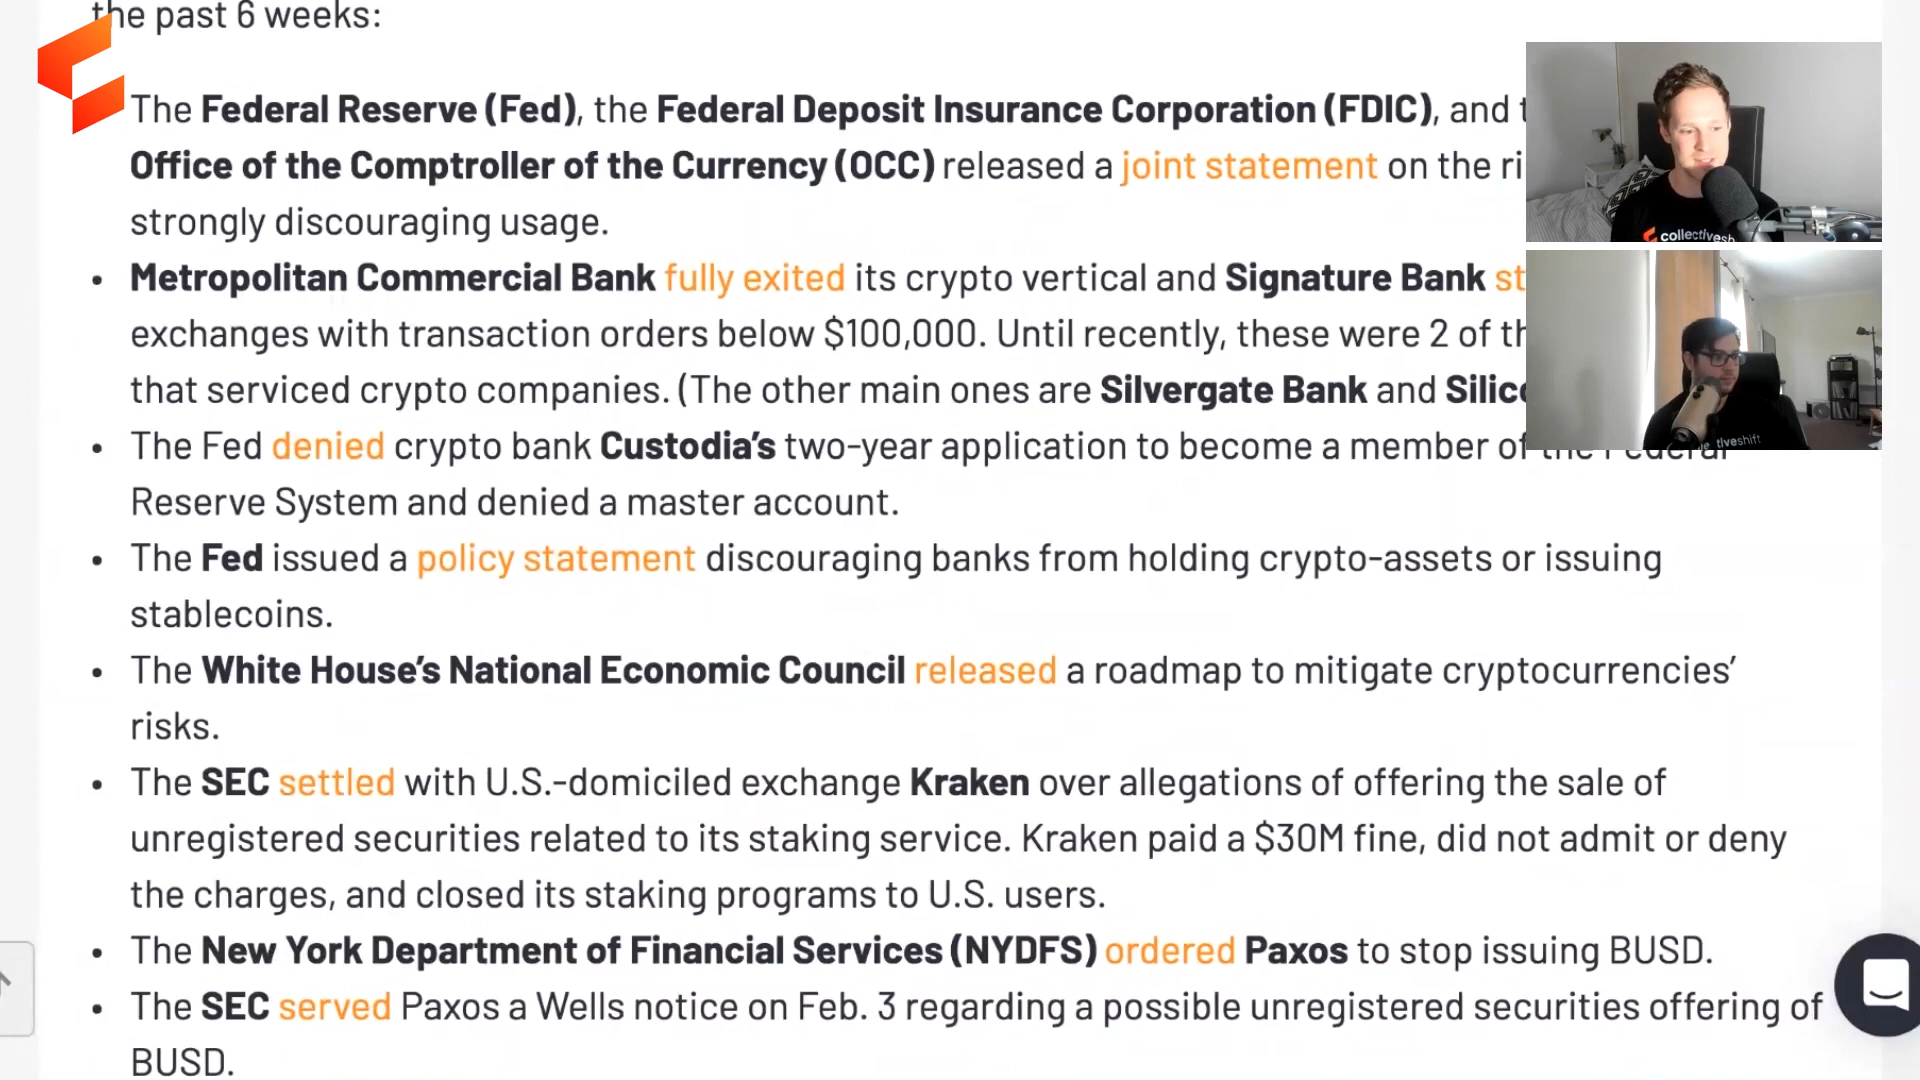 the past 6 weeks:
The Federal Reserve (Fed), the Federal Deposit Insurance Corporation (FDIC), and
Office of the Comptroller of the Currency (OCC) released a joint statement on the
strongly discouraging usage.
• Metropolitan Commercial Bank fully exited its crypto vertical and Signature Bank
exchanges with transaction orders below $100,000. Until recently, these were 2 of
that serviced crypto companies. (The other main ones are Silvergate Bank and
• The Fed denied crypto bank Custodia’s two-year application to become a member of the Federal
Reserve System and denied a master account.
• The Fed issued a policy statement discouraging banks from holding crypto-assets or issuing
stablecoins.
• The White House’s National Economic Council released a roadmap to mitigate cryptocurrencies’
risks.
• The SEC settled with U.S.-domiciled exchange Kraken over allegations of offering the sale of
unregistered securities related to its staking service. Kraken paid a $30M fine, did not admit or deny
the charges, and closed its staking programs to U.S. users.
• The New York Department of Financial Services (NYDFS) ordered Paxos to stop issuing BUSD.
• The SEC served Paxos a Wells notice on Feb. 3 regarding a possible unregistered securities offering of
BUSD.
collectivesh
tiveshift